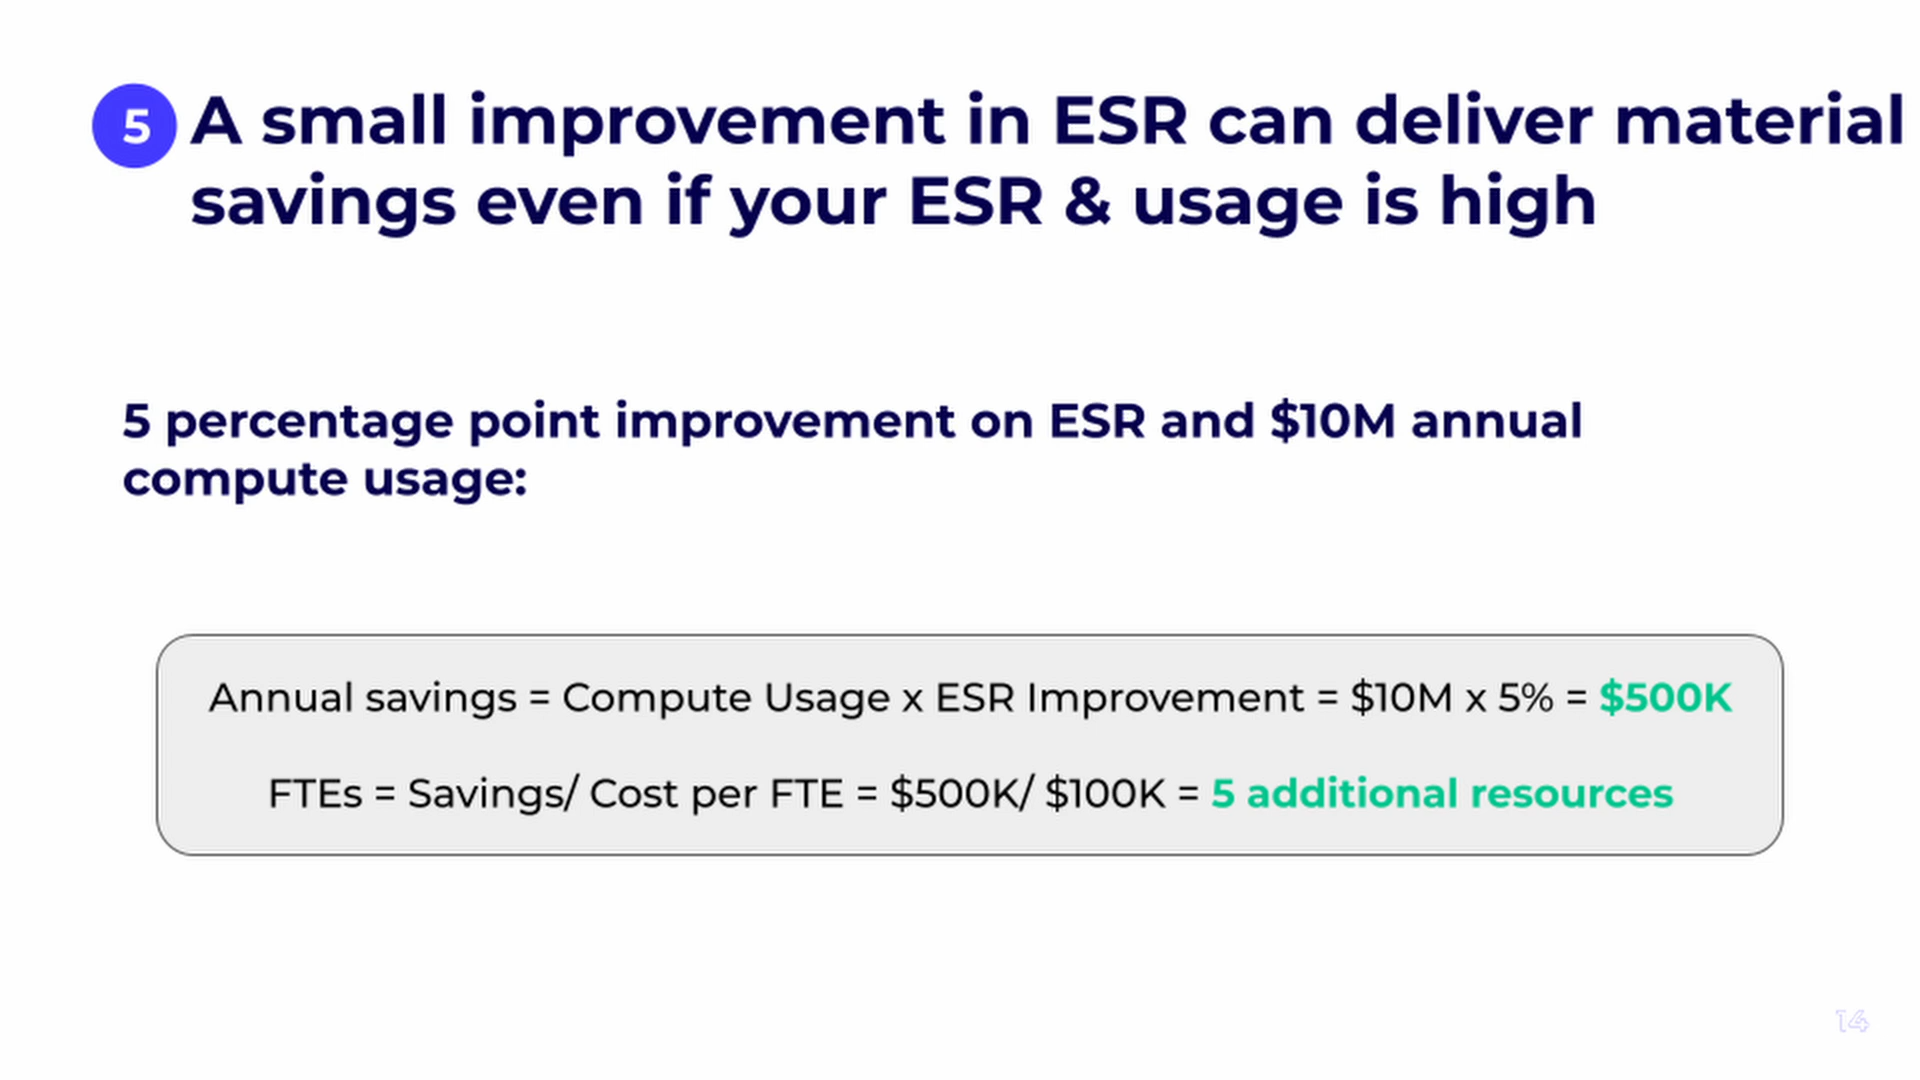 5
A small improvement in ESR can deliver material
savings even if your ESR & usage is high
5 percentage point improvement on ESR and $10M annual
compute usage:
Annual savings = Compute Usage x ESR Improvement = $10M x 5% = $500K
FTEs = Savings/ Cost per FTE = $500K/ $100K = 5 additional resources
14